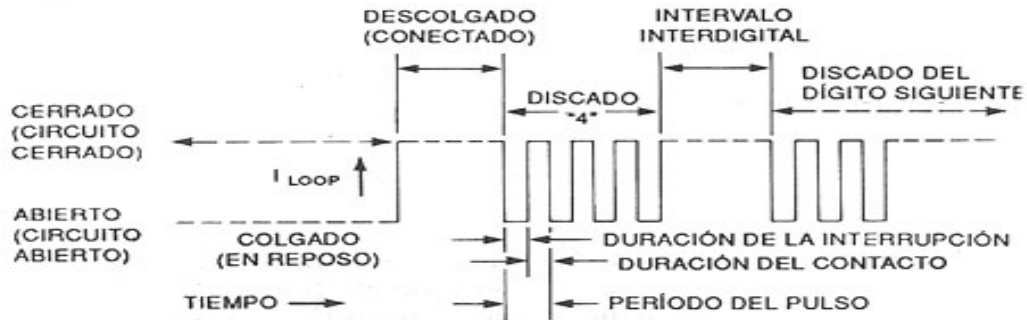 DESCOLGADO
(CONECTADO)
INTERVALO
INTERDIGITAL
DISCADO
"4"
DISCADO DEL
DÍGITO SIGUIENTE
CERRADO
(CIRCUITO
CERRADO)
I LOOP
ABIERTO
(CIRCUITO
ABIERTO)
COLGADO
(EN REPOSO)
DURACIÓN DE LA INTERRUPCIÓN
DURACIÓN DEL CONTACTO
TIEMPO
PERÍODO DEL PULSO